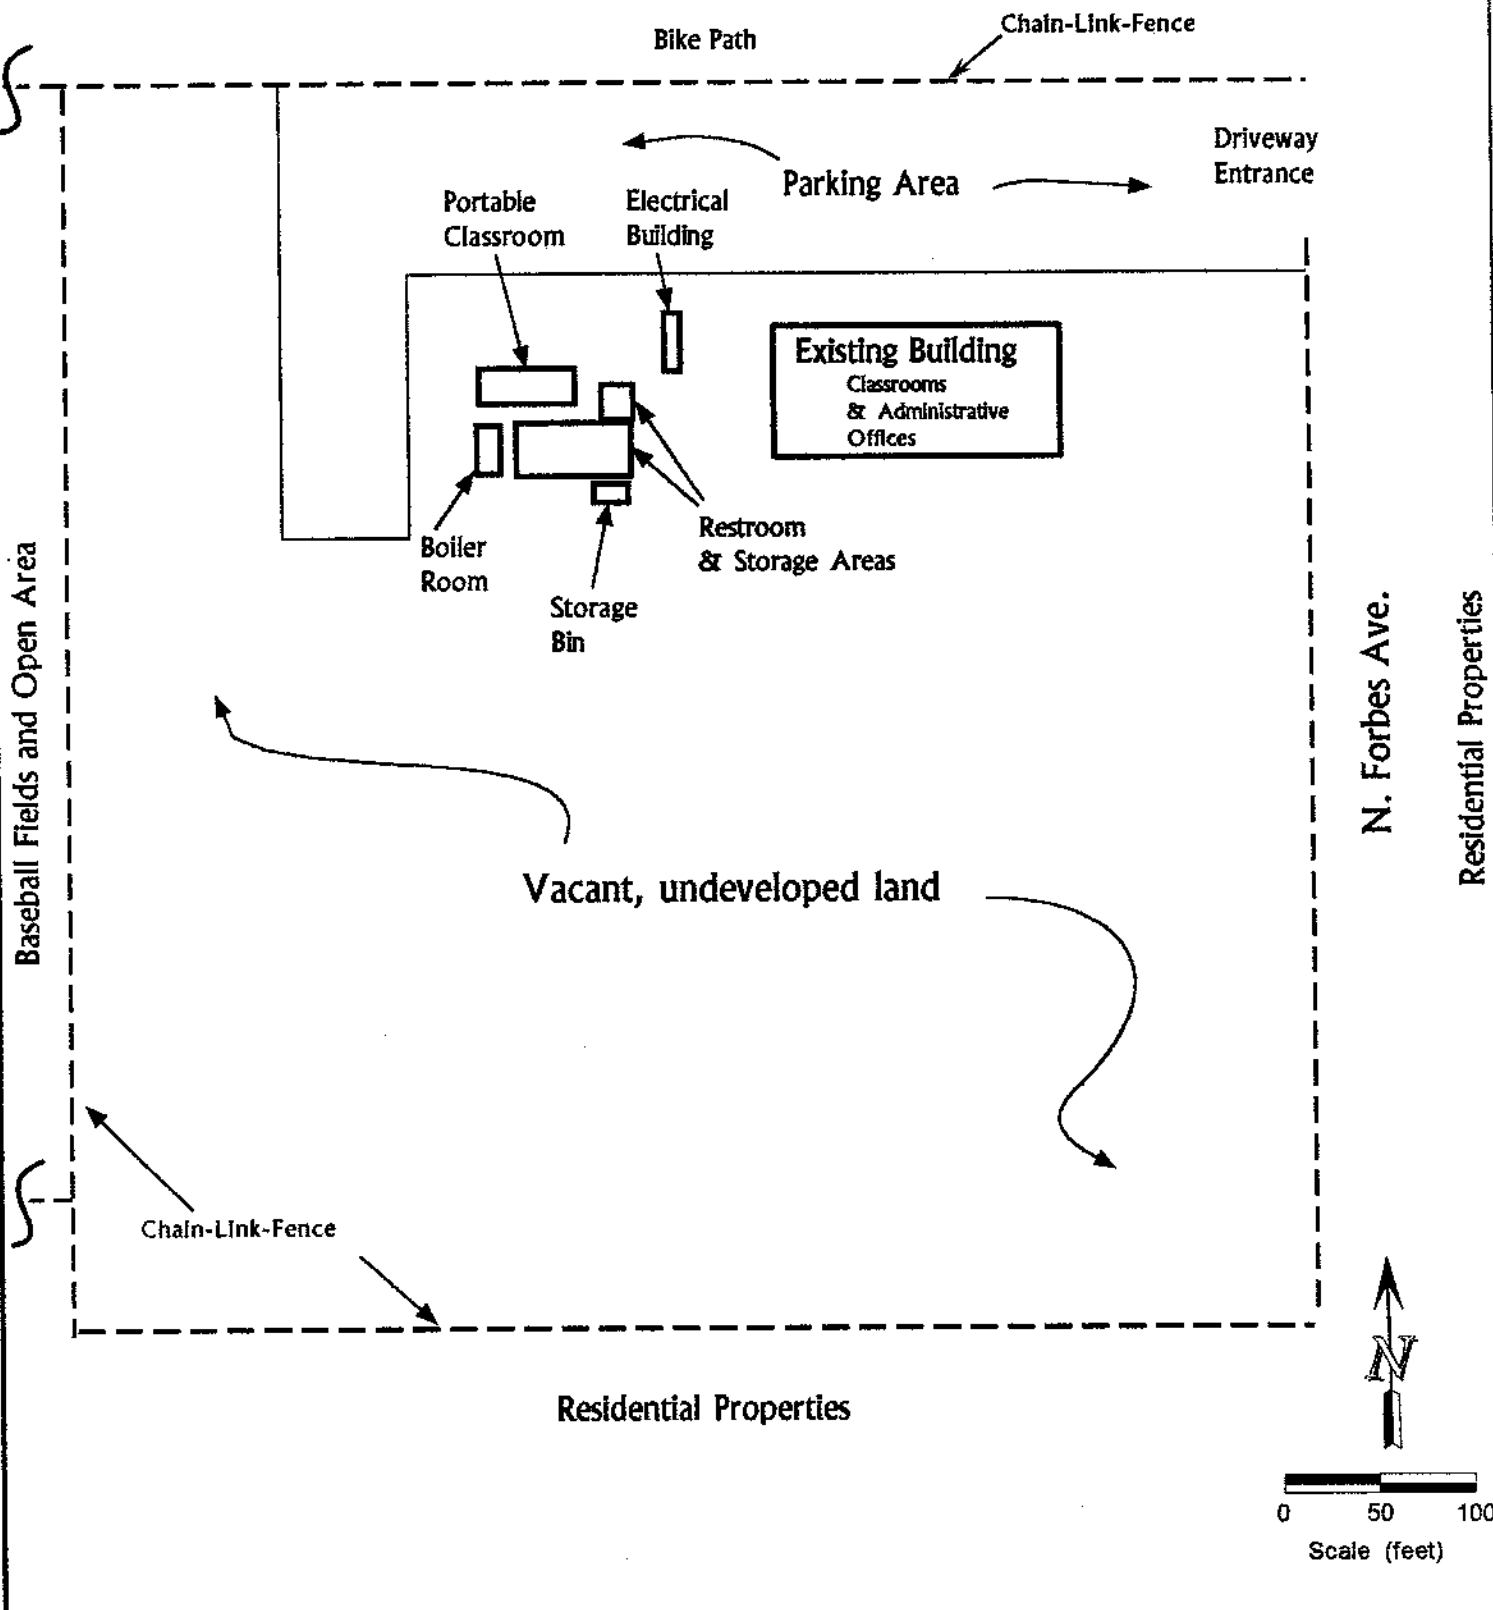 Chain-Link-Fence
Bike Path
Driveway
Entrance
Parking Area
Portable
Classroom
Electrical
Building
Existing Building
Classrooms
& Administrative
Offices
Restroom
& Storage Areas
Boiler
Room
Storage
Bin
Baseball Fields and Open Area
N. Forbes Ave.
Residential Properties
Vacant, undeveloped land
Chain-Link-Fence
Residential Properties
N
0 50 100
Scale (feet)